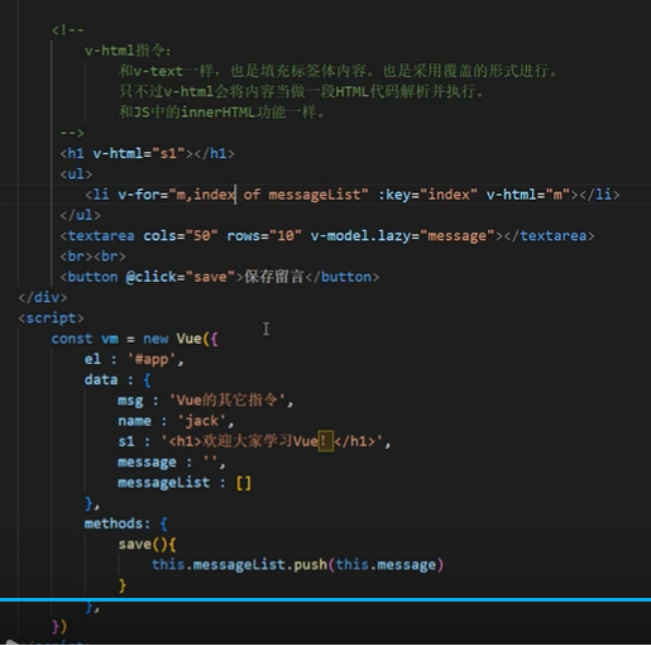 <!--
v-html指令:
和v-text一样，也是填充标签体内容。也是采用覆盖的形式进行。
只不过v-html会将内容当做一段HTML代码解析并执行。
和JS中的innerHTML功能一样。
-->
<h1 v-html="s1"></h1>
<ul>
<li v-for="m,index of messageList" :key="index" v-html="m"></li>
</ul>
<textarea cols="50" rows="10" v-model.lazy="message"></textarea>
<br><br>
<button @click="save">保存留言</button>
</div>
<script>
const vm = new Vue({
el : '#app',
data : {
msg : 'Vue的其它指令',
name : 'jack',
s1 : '<h1>欢迎大家学习Vue！</h1>',
message : '',
messageList : []
},
methods: {
save(){
this.messageList.push(this.message)
}
},
})
</script>